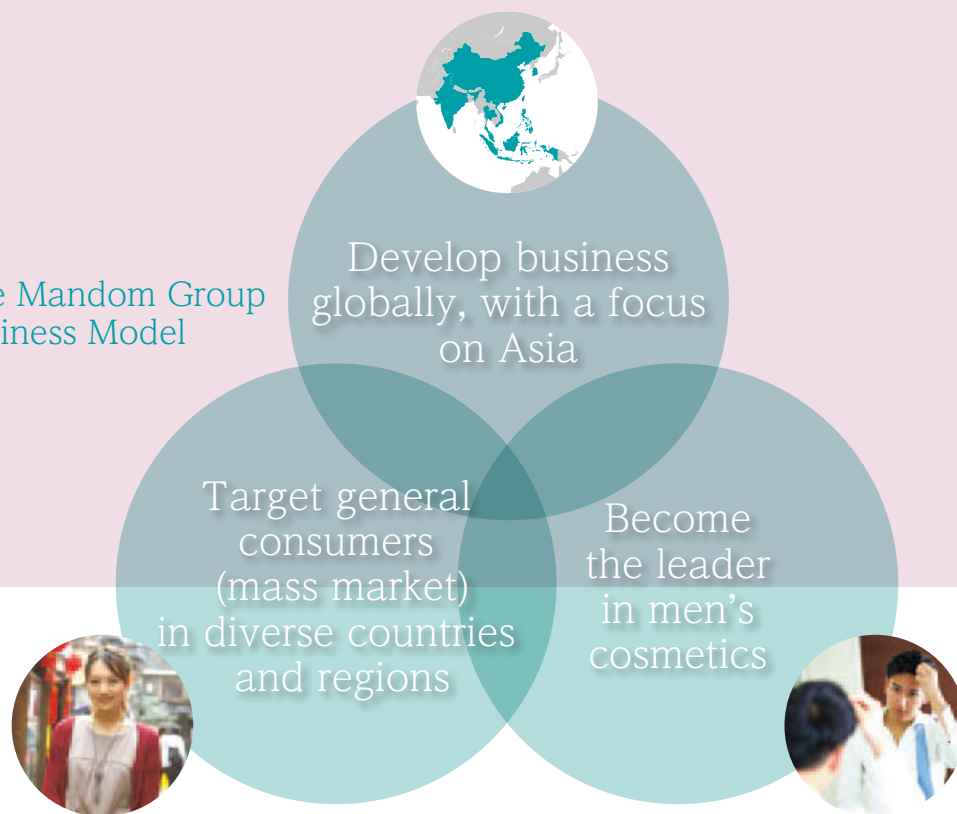 Develop business
globally, with a focus
on Asia
Mandom Group
Business Model
Target general
consumers
(mass market)
in diverse countries
and regions
Become
the leader
in men's
cosmetics